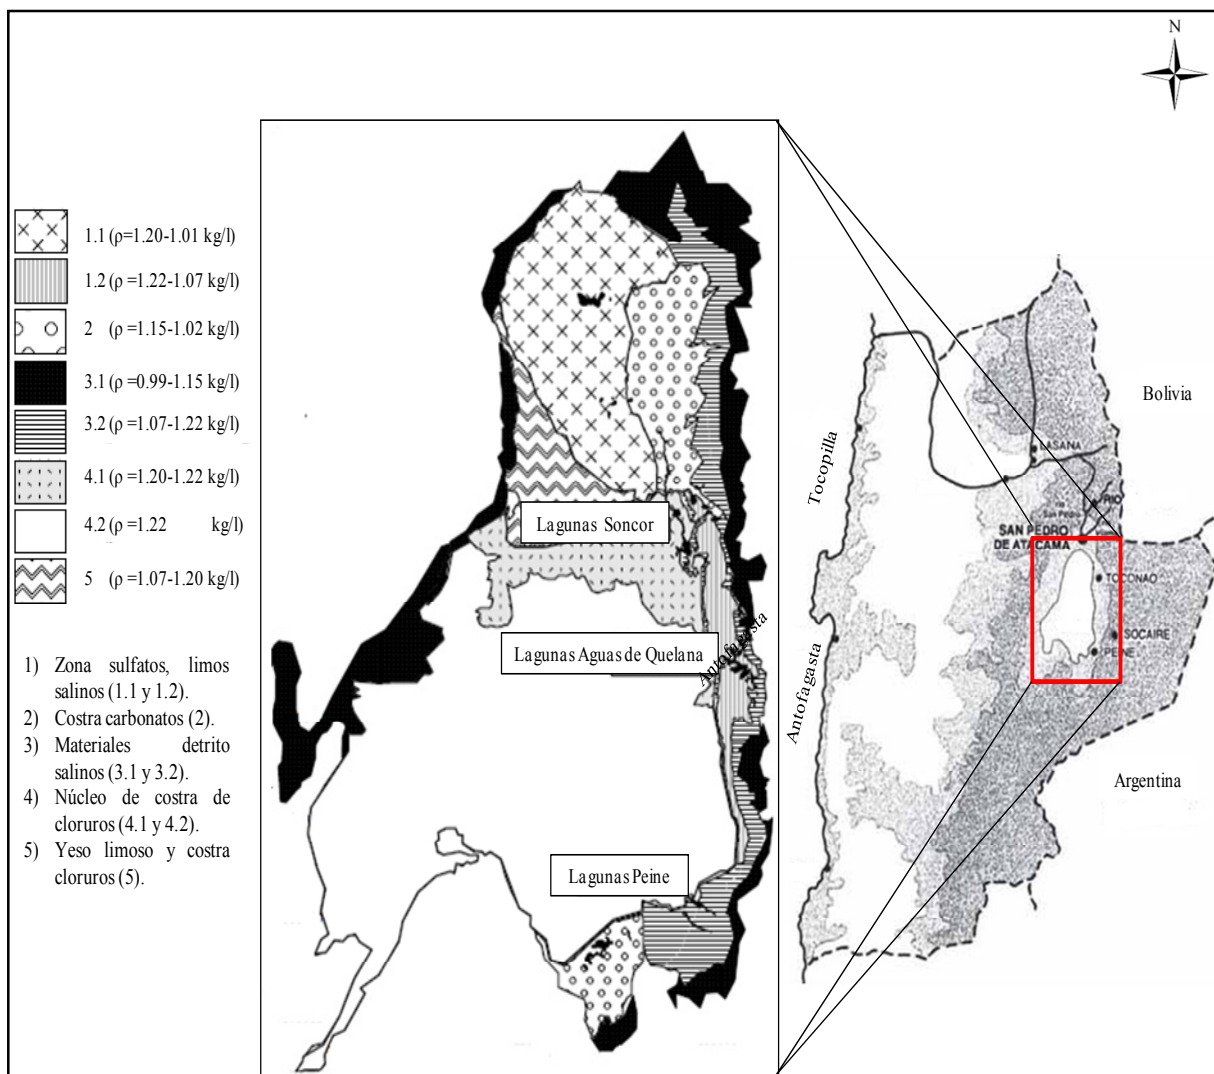 N
1.1 (ρ=1.20-1.01 kg/l)
1.2 (ρ =1.22-1.07 kg/l)
2 (ρ =1.15-1.02 kg/l)
3.1 (ρ =0.99-1.15 kg/l)
3.2 (ρ =1.07-1.22 kg/l)
4.1 (ρ =1.20-1.22 kg/l)
4.2 (ρ =1.22 kg/l)
5 (ρ =1.07-1.20 kg/l)
1) Zona sulfatos, limos
salinos (1.1 y 1.2).
2) Costra carbonatos (2).
3) Materiales detrito
salinos (3.1 y 3.2).
4) Núcleo de costra de
cloruros (4.1 y 4.2).
5) Yeso limoso y costra
cloruros (5).
Lagunas Soncor
Lagunas Aguas de Quelana
Antofagasta
Lagunas Peine
Tocopilla
Antofagasta
Bolivia
LASANA
RIO
San Pedro
SAN PEDRO
DE ATACAMA
TOCONAO
SOCAIRE
PEINE
Argentina